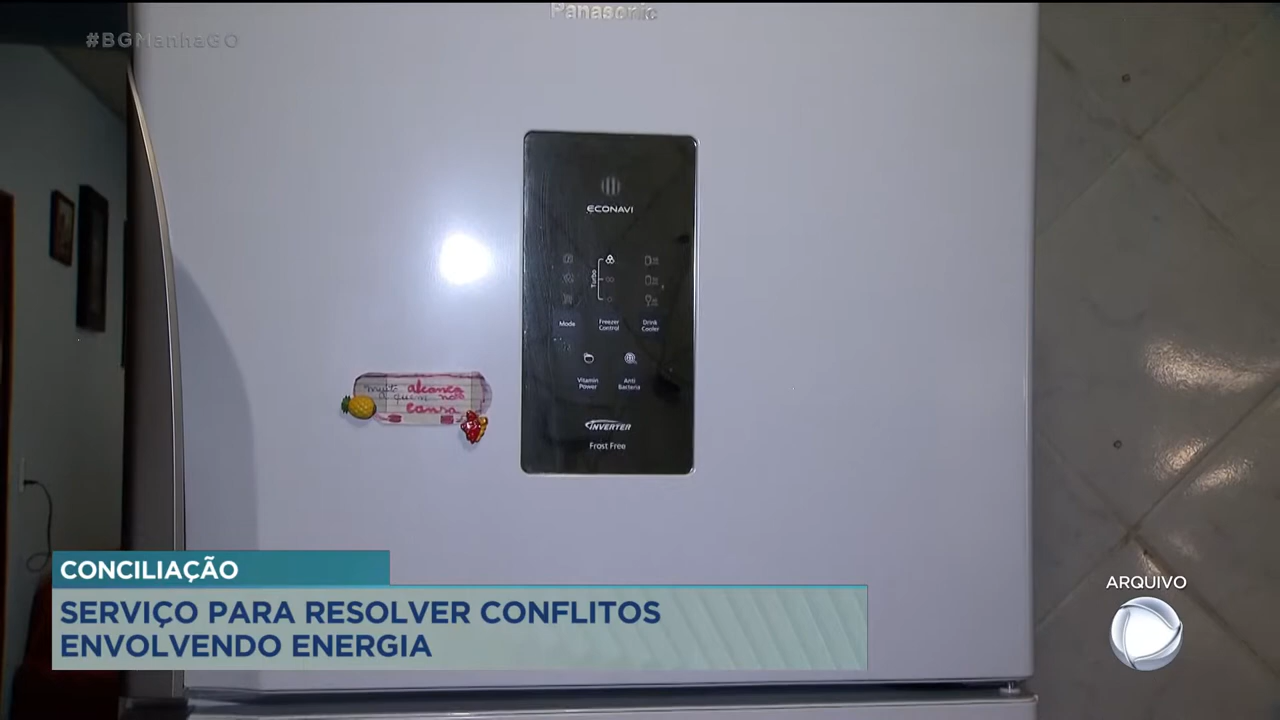 Panasonic
#BGManhaGO
ECONAVI
Turbo
Mode
Freezer Control
Drink Cooler
Vitamin Power
Anti Bacteria
INVERTER
Frost Free
muito alcança
a quem não
cansa
CONCILIAÇÃO
SERVIÇO PARA RESOLVER CONFLITOS
ENVOLVENDO ENERGIA
ARQUIVO